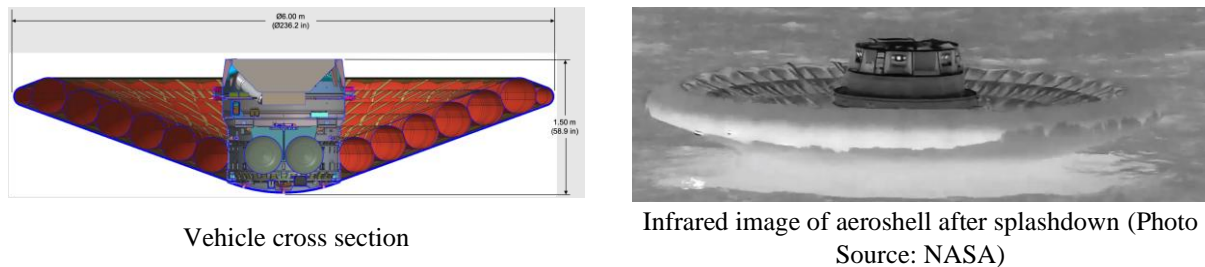 Ø6.00 m
(Ø236.2 in)
1.50 m
(58.9 in)
Vehicle cross section
Infrared image of aeroshell after splashdown (Photo
Source: NASA)